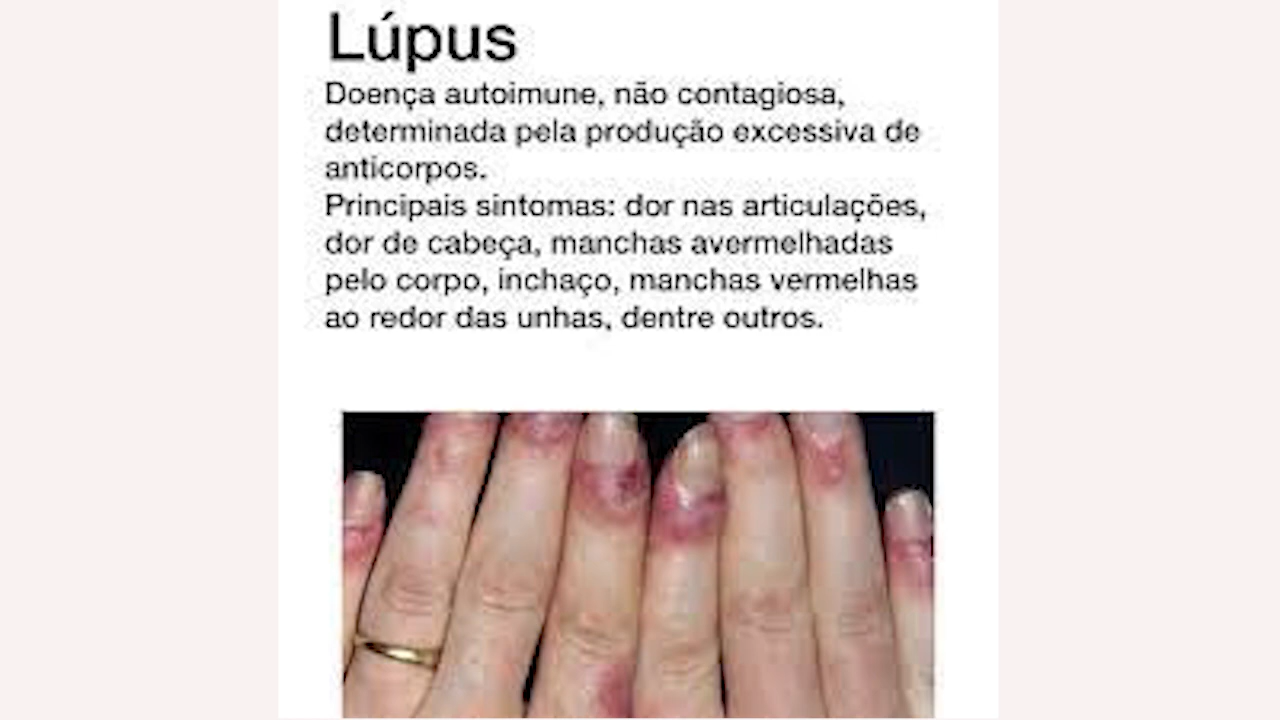 Lúpus
Doença autoimune, não contagiosa,
determinada pela produção excessiva de
anticorpos.
Principais sintomas: dor nas articulações,
dor de cabeça, manchas avermelhadas
pelo corpo, inchaço, manchas vermelhas
ao redor das unhas, dentre outros.